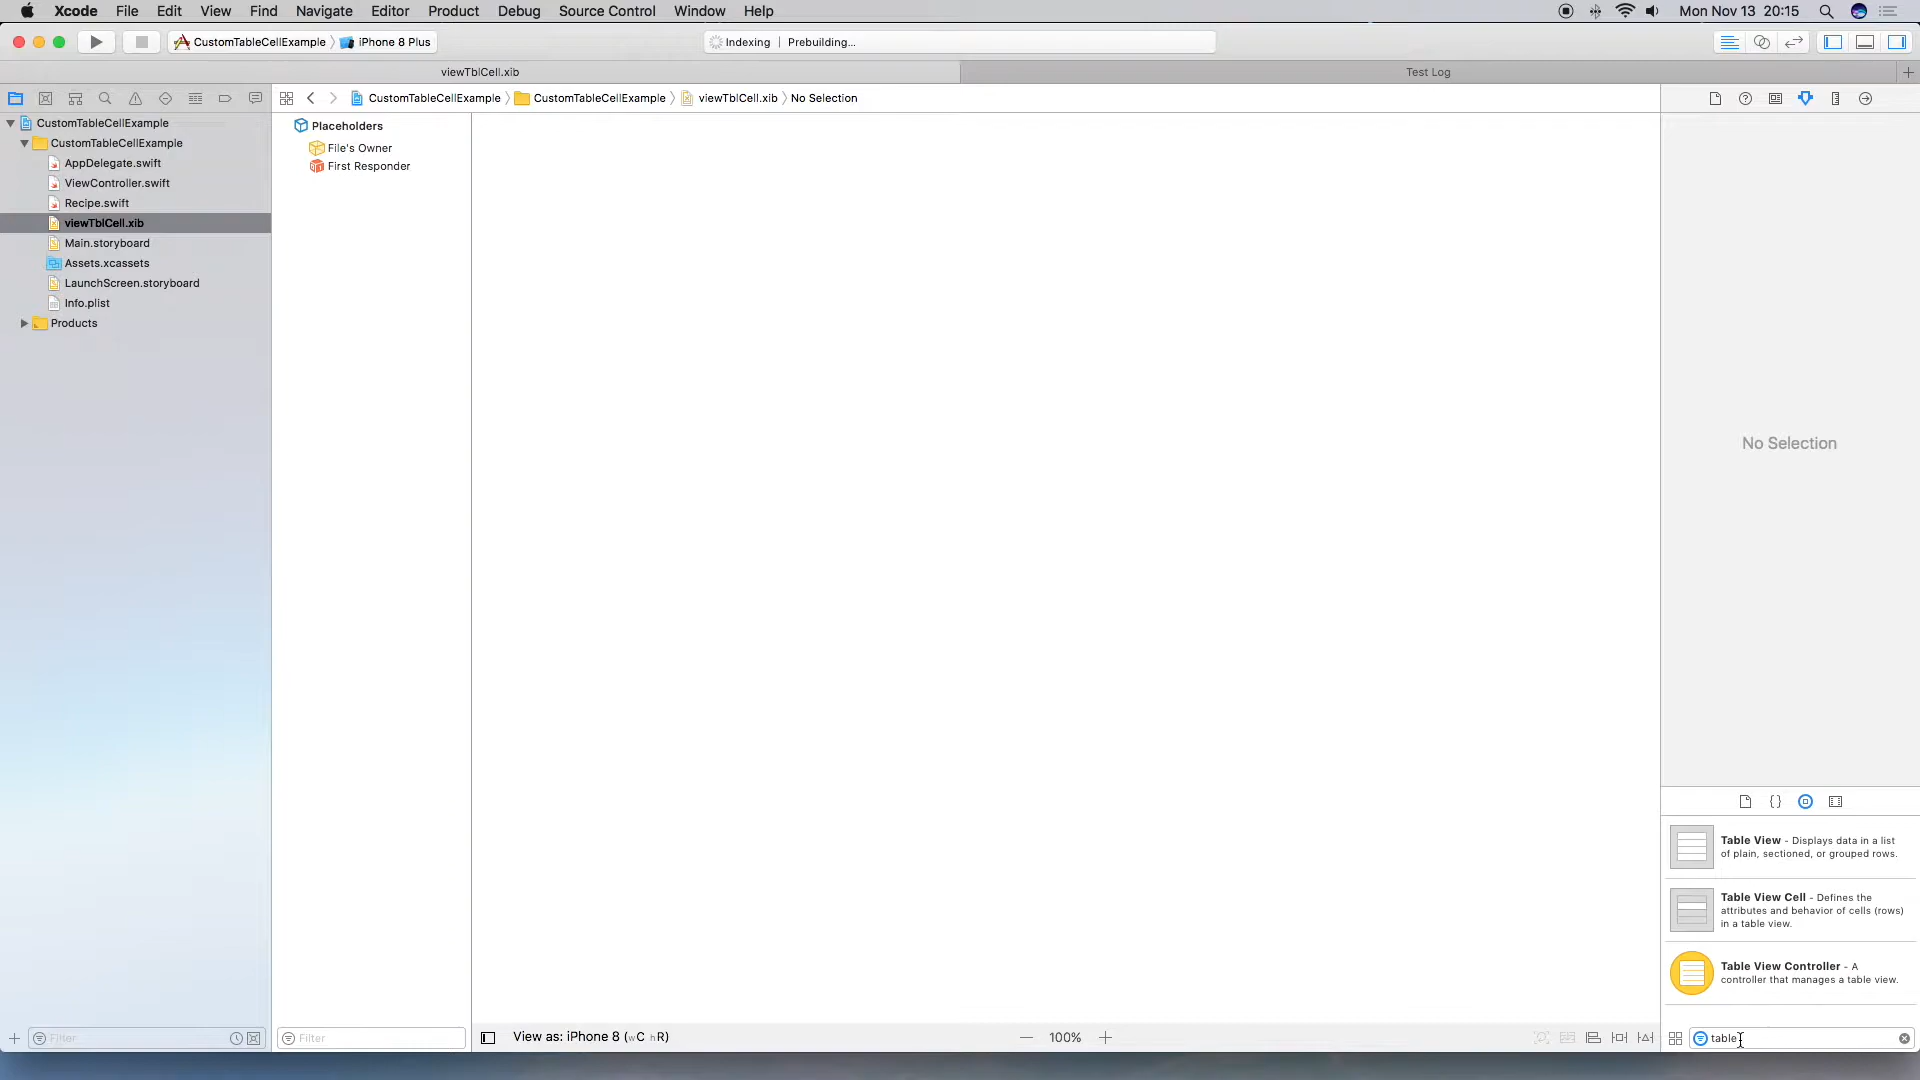 Xcode File Edit View Find Navigate Editor Product Debug Source Control Window Help Mon Nov 13 20:15
CustomTableCellExample iPhone 8 Plus Indexing | Prebuilding...
viewTblCell.xib Test Log
CustomTableCellExample CustomTableCellExample viewTblCell.xib No Selection
CustomTableCellExample
CustomTableCellExample
AppDelegate.swift
ViewController.swift
Recipe.swift
viewTblCell.xib
Main.storyboard
Assets.xcassets
LaunchScreen.storyboard
Info.plist
Products
Placeholders
File's Owner
First Responder
No Selection
Table View - Displays data in a list
of plain, sectioned, or grouped rows.
Table View Cell - Defines the
attributes and behavior of cells (rows)
in a table view.
Table View Controller - A
controller that manages a table view.
Filter
Filter
View as: iPhone 8 (wC hR)
100%
table